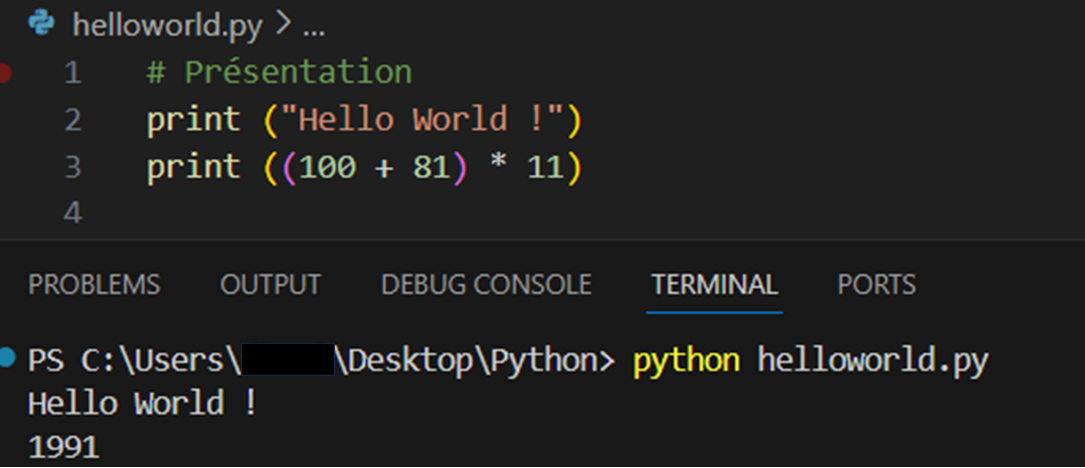 helloworld.py > ...
1 # Présentation
2 print ("Hello World !")
3 print ((100 + 81) * 11)
4
PROBLEMS OUTPUT DEBUG CONSOLE TERMINAL PORTS
PS C:\Users\ \Desktop\Python> python helloworld.py
Hello World !
1991